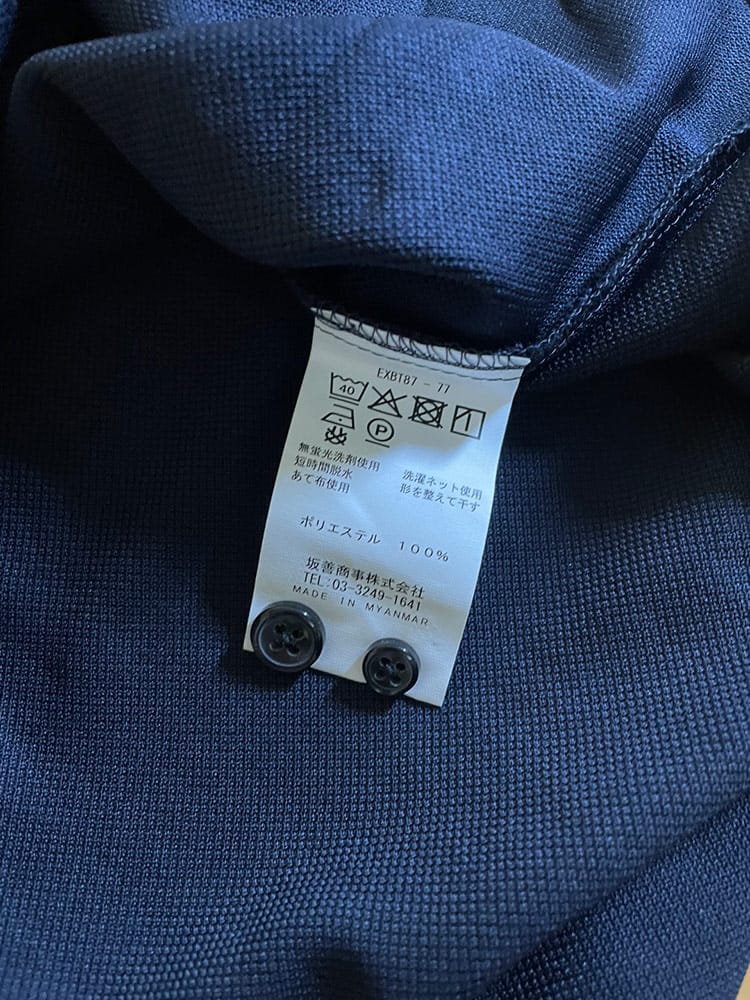 EXBT87 - 77
40
P
無蛍光洗剤使用 洗濯ネット使用
短時間脱水 形を整えて干す
あて布使用
ポリエステル 100%
坂善商事株式会社
TEL:03-3249-1641
MADE IN MYANMAR